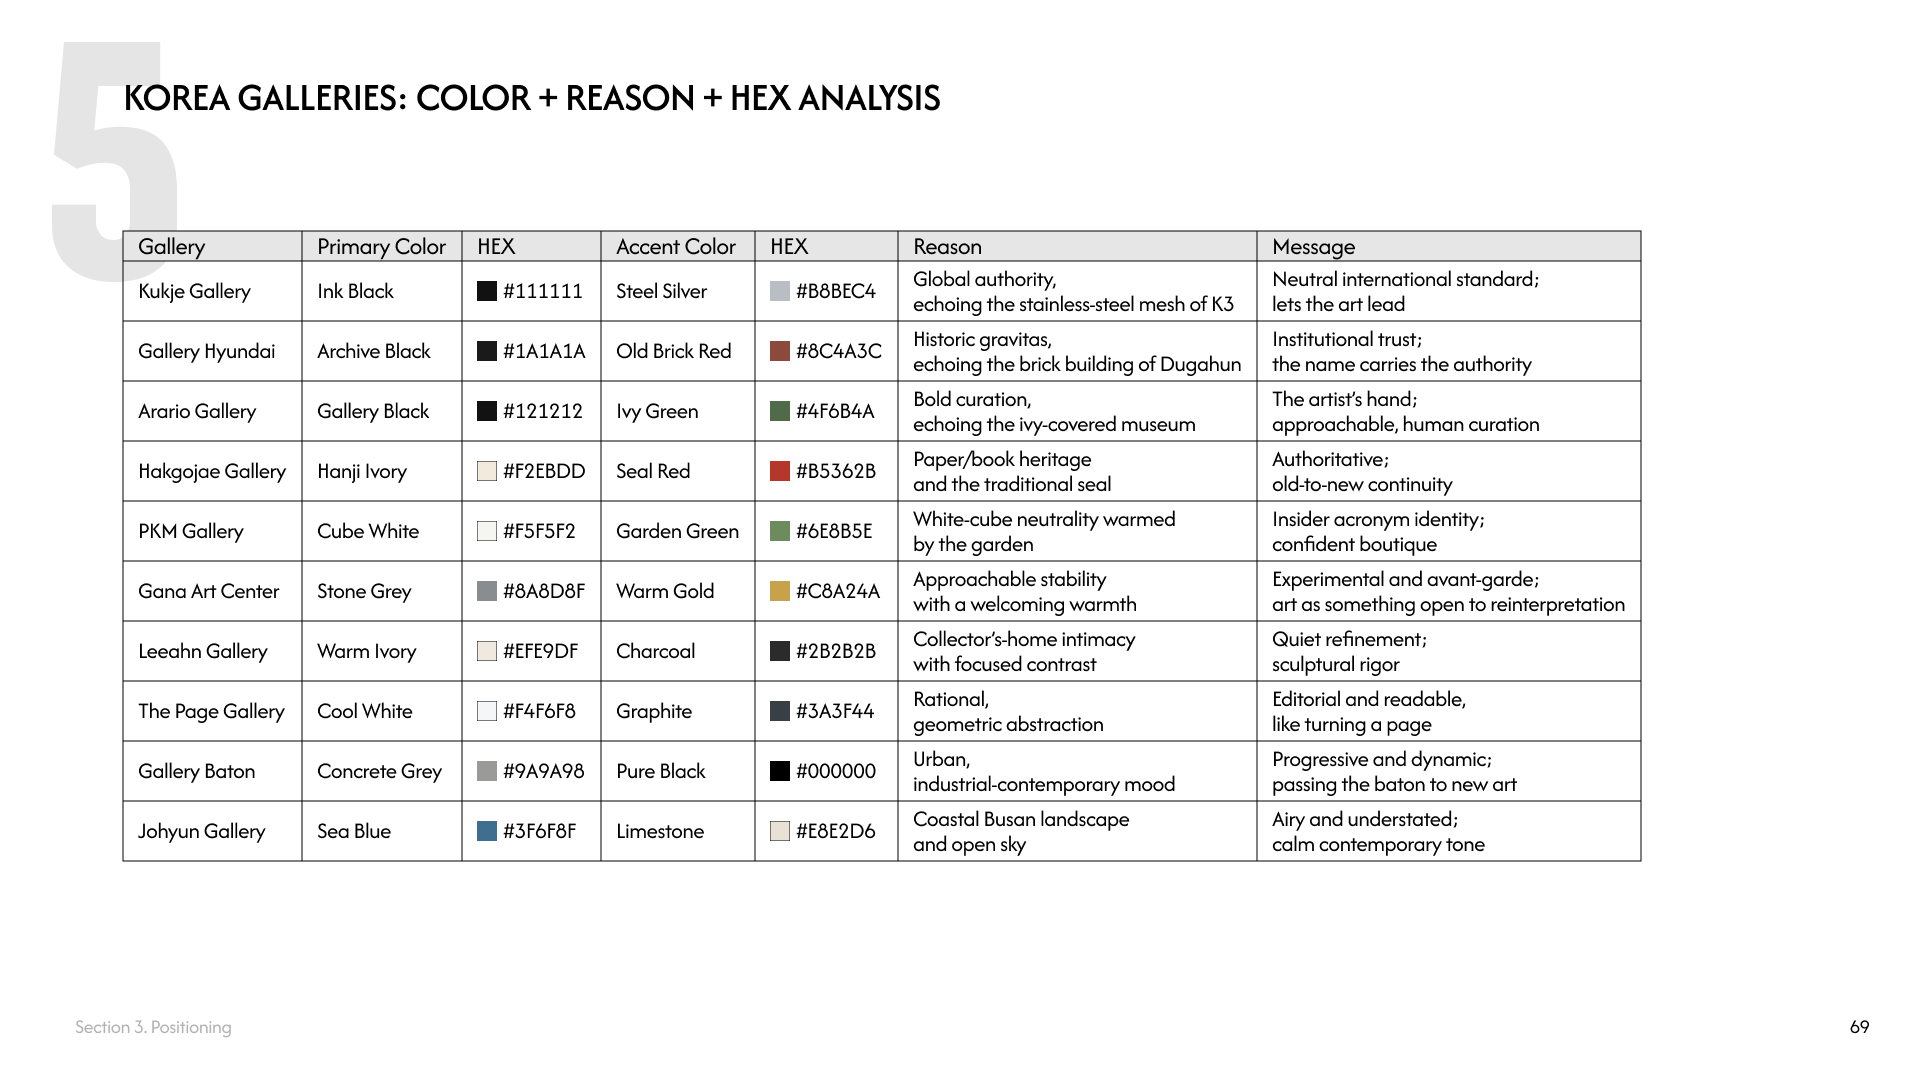 5
KOREA GALLERIES: COLOR + REASON + HEX ANALYSIS
Gallery Primary Color HEX Accent Color HEX Reason Message
Kukje Gallery Ink Black #111111 Steel Silver #B8BEC4 Global authority,
echoing the stainless-steel mesh of K3 Neutral international standard;
lets the art lead
Gallery Hyundai Archive Black #1A1A1A Old Brick Red #8C4A3C Historic gravitas,
echoing the brick building of Dugahun Institutional trust;
the name carries the authority
Arario Gallery Gallery Black #121212 Ivy Green #4F6B4A Bold curation,
echoing the ivy-covered museum The artist's hand;
approachable, human curation
Hakgojae Gallery Hanji Ivory #F2EBDD Seal Red #B5362B Paper/book heritage
and the traditional seal Authoritative;
old-to-new continuity
PKM Gallery Cube White #F5F5F2 Garden Green #6E8B5E White-cube neutrality warmed
by the garden Insider acronym identity;
confident boutique
Gana Art Center Stone Grey #8A8D8F Warm Gold #C8A24A Approachable stability
with a welcoming warmth Experimental and avant-garde;
art as something open to reinterpretation
Leeahn Gallery Warm Ivory #EFE9DF Charcoal #2B2B2B Collector's-home intimacy
with focused contrast Quiet refinement;
sculptural rigor
The Page Gallery Cool White #F4F6F8 Graphite #3A3F44 Rational,
geometric abstraction Editorial and readable,
like turning a page
Gallery Baton Concrete Grey #9A9A98 Pure Black #000000 Urban,
industrial-contemporary mood Progressive and dynamic;
passing the baton to new art
Johyun Gallery Sea Blue #3F6F8F Limestone #E8E2D6 Coastal Busan landscape
and open sky Airy and understated;
calm contemporary tone
Section 3. Positioning
69